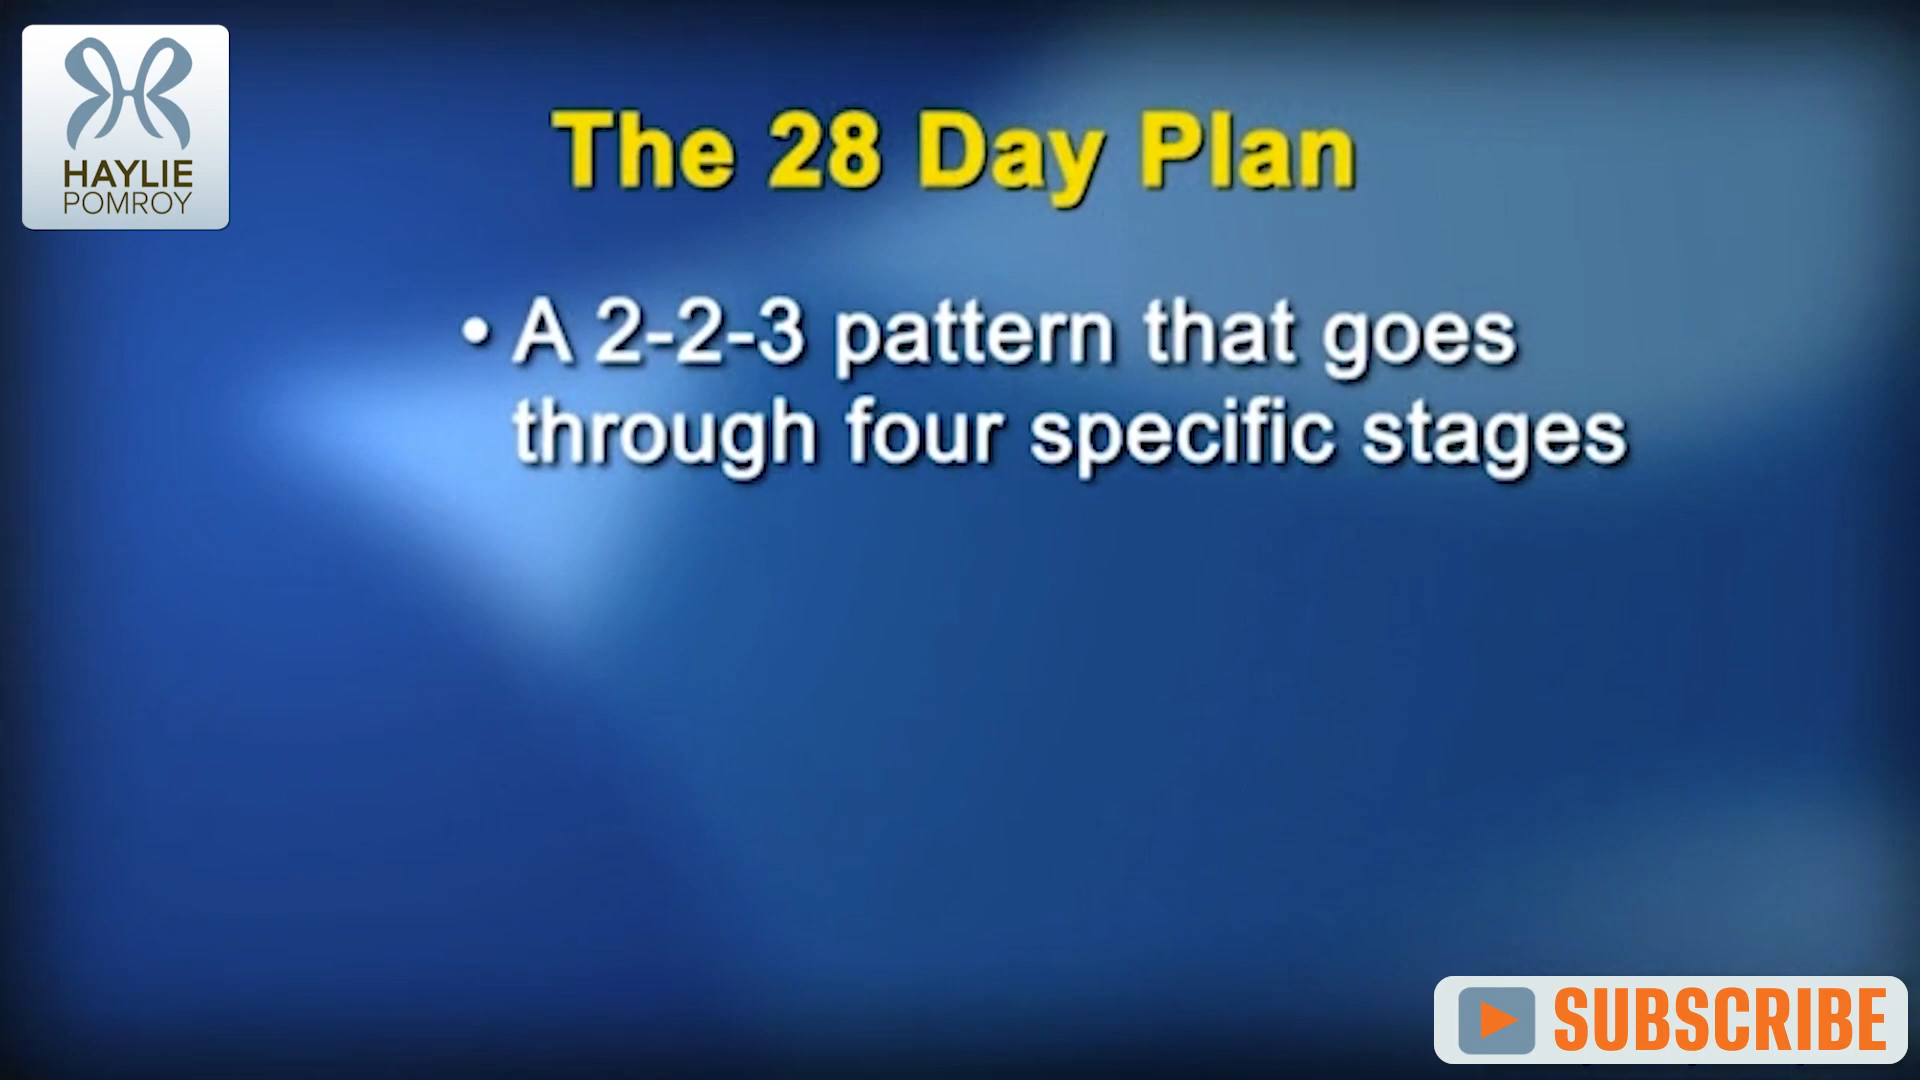 HAYLIE
POMROY
The 28 Day Plan
• A 2-2-3 pattern that goes
through four specific stages
SUBSCRIBE